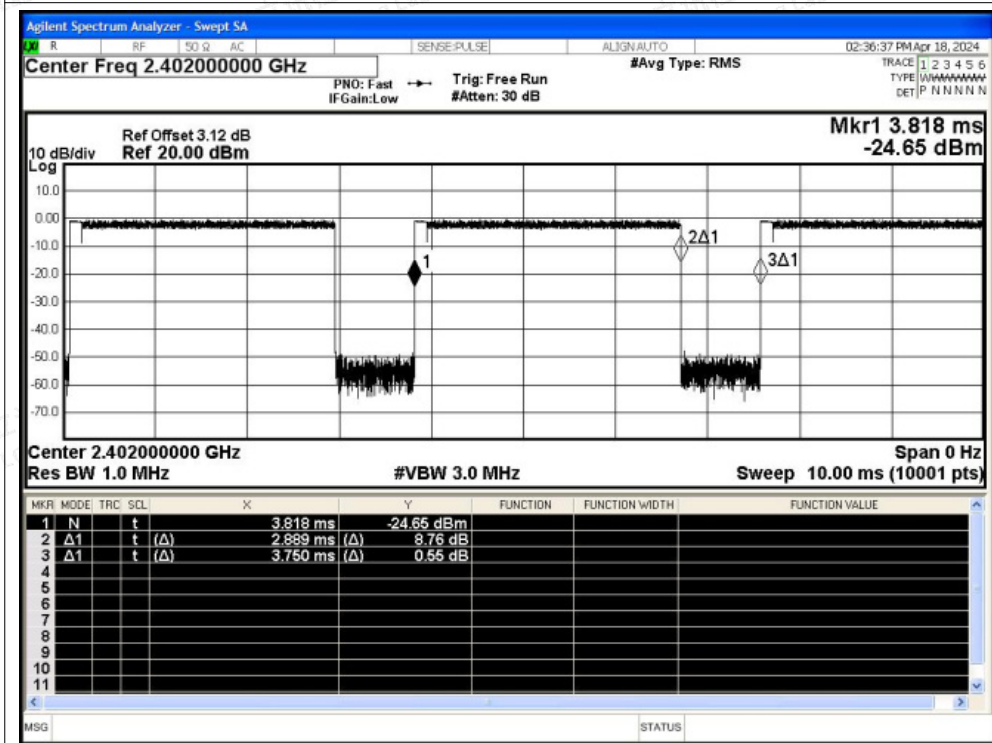 Agilent Spectrum Analyzer - Swept SA
LXI R RF 50 Ω AC SENSE:PULSE ALIGN AUTO 02:36:37 PM Apr 18, 2024
Center Freq 2.402000000 GHz #Avg Type: RMS TRACE 1 2 3 4 5 6
PNO: Fast Trig: Free Run TYPE WWWWWW
IFGain:Low #Atten: 30 dB DET P N N N N N
Mkr1 3.818 ms
-24.65 dBm
Ref Offset 3.12 dB
10 dB/div Ref 20.00 dBm
Log
10.0
0.00
-10.0
-20.0
-30.0
-40.0
-50.0
-60.0
-70.0
1
2Δ1
3Δ1
Center 2.402000000 GHz Span 0 Hz
Res BW 1.0 MHz #VBW 3.0 MHz Sweep 10.00 ms (10001 pts)
MKR MODE TRC SCL X Y FUNCTION FUNCTION WIDTH FUNCTION VALUE
1 N t 3.818 ms -24.65 dBm
2 Δ1 t (Δ) 2.889 ms (Δ) 8.76 dB
3 Δ1 t (Δ) 3.750 ms (Δ) 0.55 dB
4
5
6
7
8
9
10
11
MSG STATUS